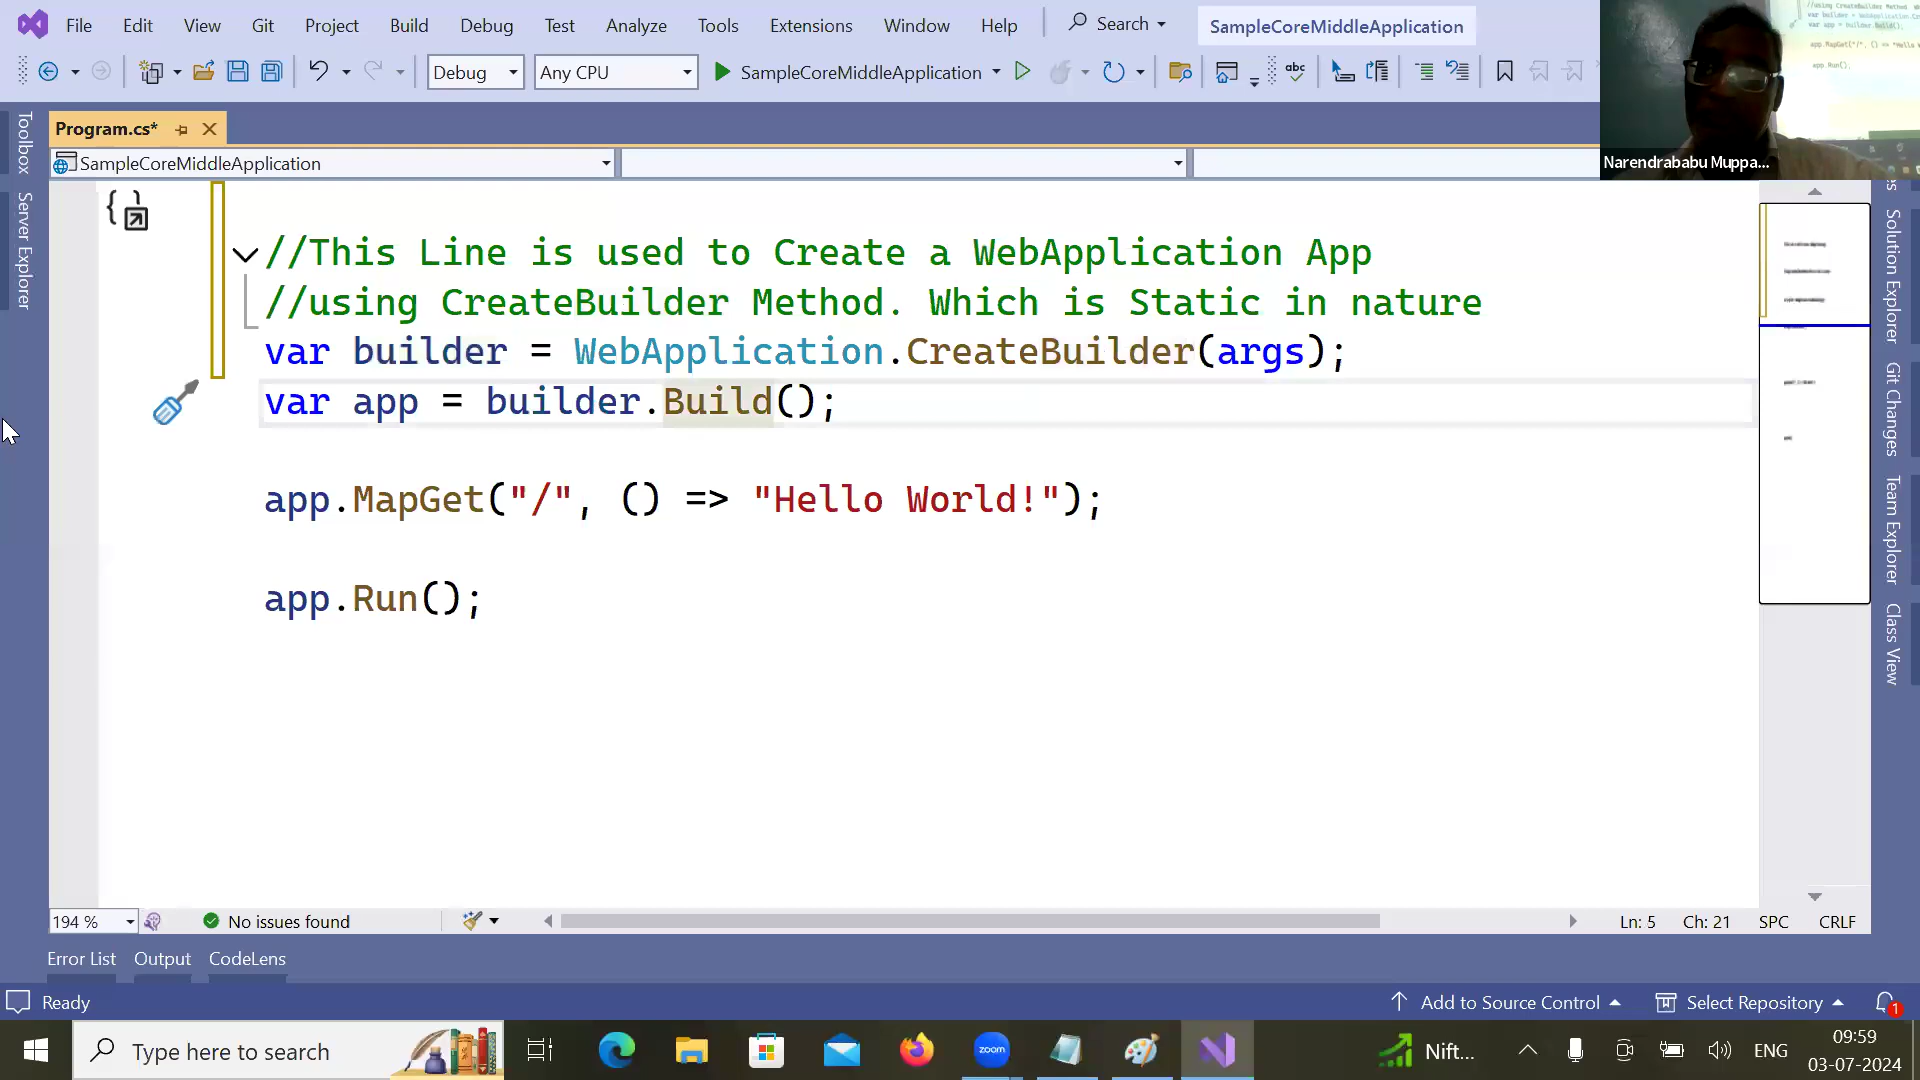 File Edit View Git Project Build Debug Test Analyze Tools Extensions Window Help Search SampleCoreMiddleApplication
Debug Any CPU SampleCoreMiddleApplication
Program.cs*
SampleCoreMiddleApplication
Narendrababu Muppa...
Toolbox
Server Explorer
//This Line is used to Create a WebApplication App
//using CreateBuilder Method. Which is Static in nature
var builder = WebApplication.CreateBuilder(args);
var app = builder.Build();
app.MapGet("/", () => "Hello World!");
app.Run();
Solution Explorer
Git Changes
Team Explorer
Class View
194 % No issues found Ln: 5 Ch: 21 SPC CRLF
Error List Output CodeLens
Ready Add to Source Control Select Repository 1
Type here to search zoom Nift... ENG 09:59
03-07-2024